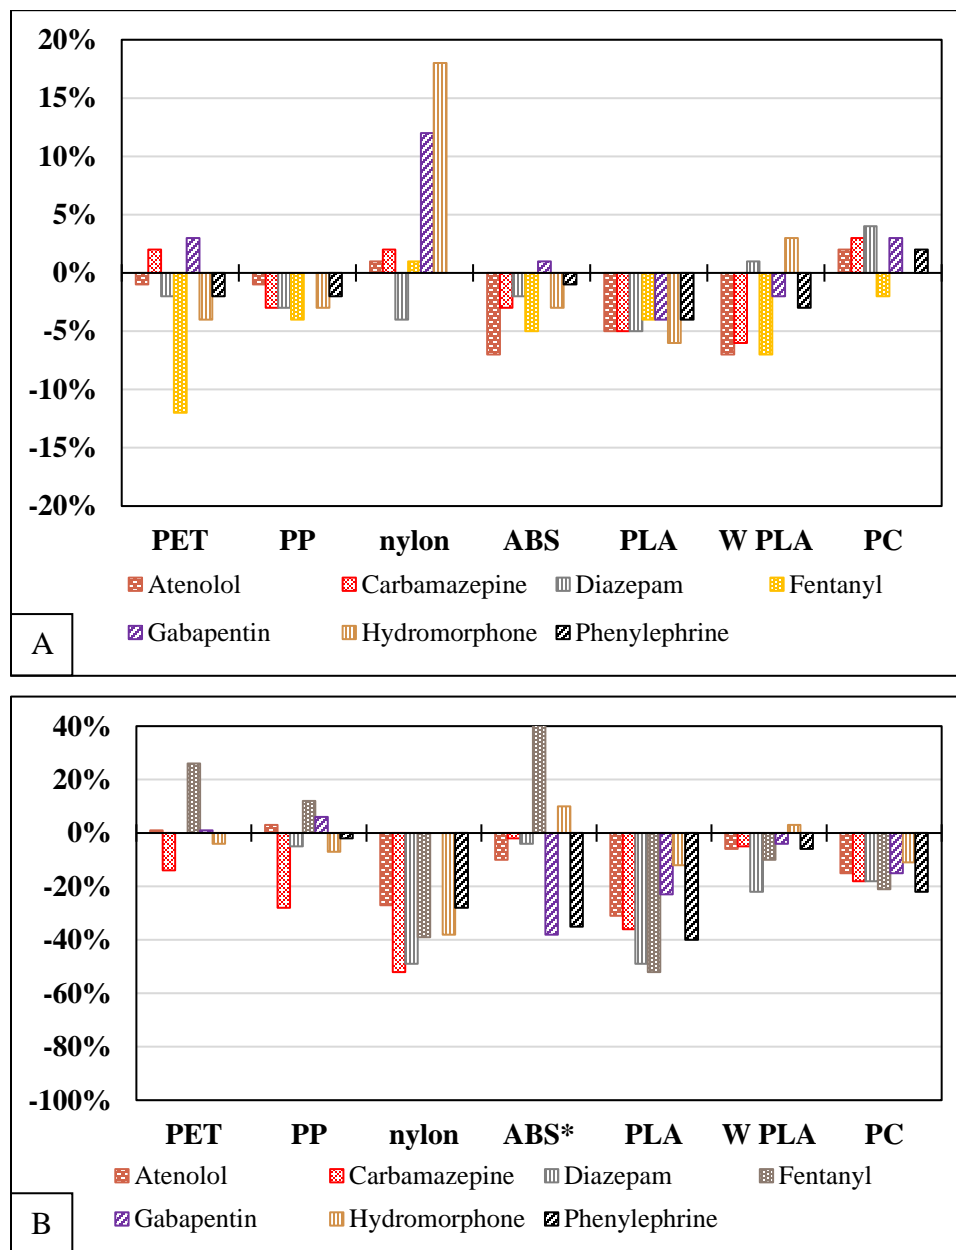 20%
15%
10%
5%
0%
-5%
-10%
-15%
-20%
PET PP nylon ABS PLA W PLA PC
Atenolol Carbamazepine Diazepam Fentanyl
Gabapentin Hydromorphone Phenylephrine
A
40%
20%
0%
-20%
-40%
-60%
-80%
-100%
PET PP nylon ABS* PLA W PLA PC
Atenolol Carbamazepine Diazepam Fentanyl
Gabapentin Hydromorphone Phenylephrine
B